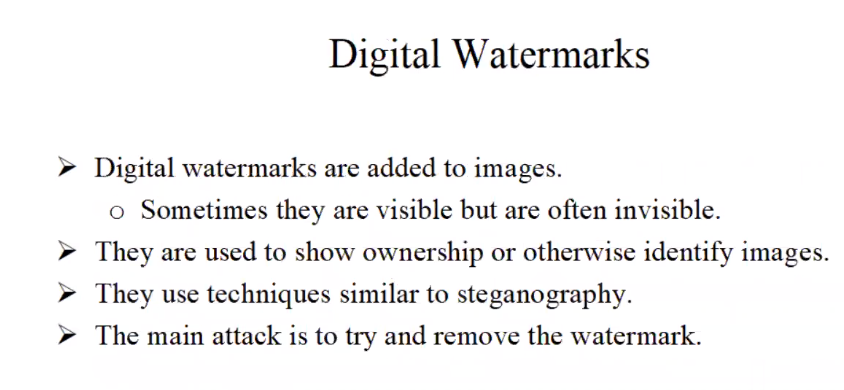 Digital Watermarks
➢ Digital watermarks are added to images.
o Sometimes they are visible but are often invisible.
➢ They are used to show ownership or otherwise identify images.
➢ They use techniques similar to steganography.
➢ The main attack is to try and remove the watermark.